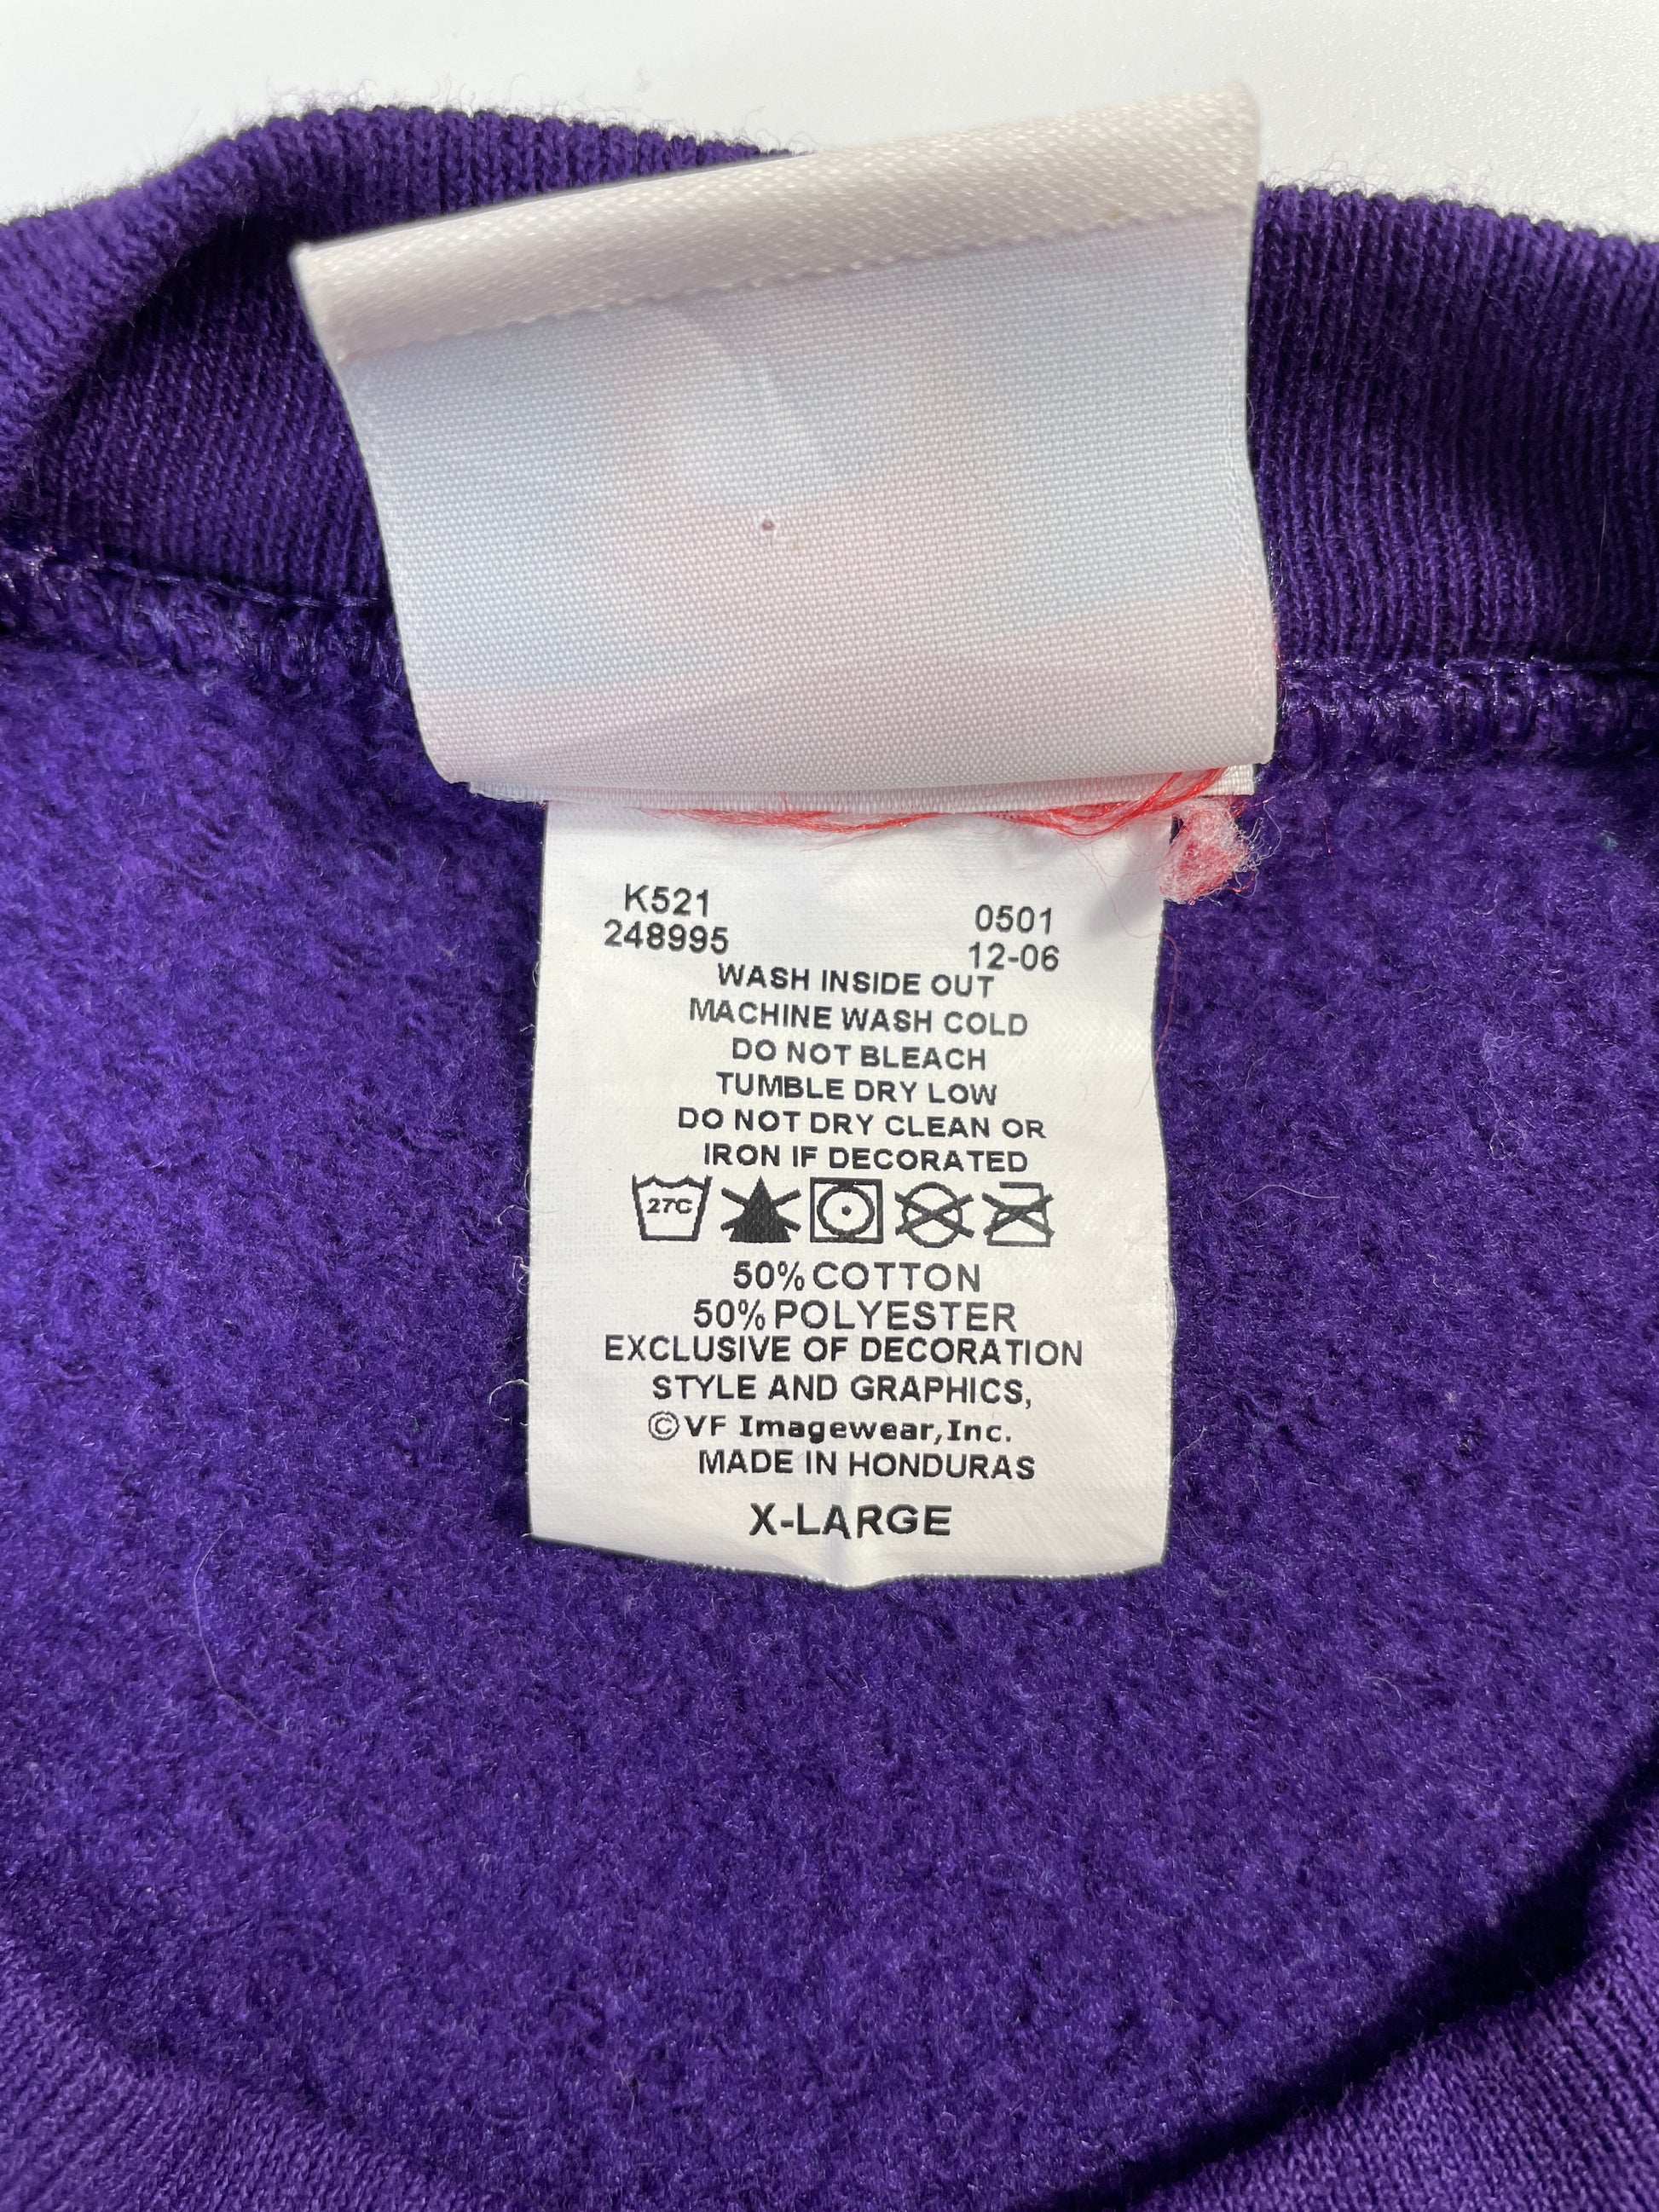 K521 0501
248995 12-06
WASH INSIDE OUT
MACHINE WASH COLD
DO NOT BLEACH
TUMBLE DRY LOW
DO NOT DRY CLEAN OR
IRON IF DECORATED
27C
50% COTTON
50% POLYESTER
EXCLUSIVE OF DECORATION
STYLE AND GRAPHICS,
©VF Imagewear,Inc.
MADE IN HONDURAS
X-LARGE